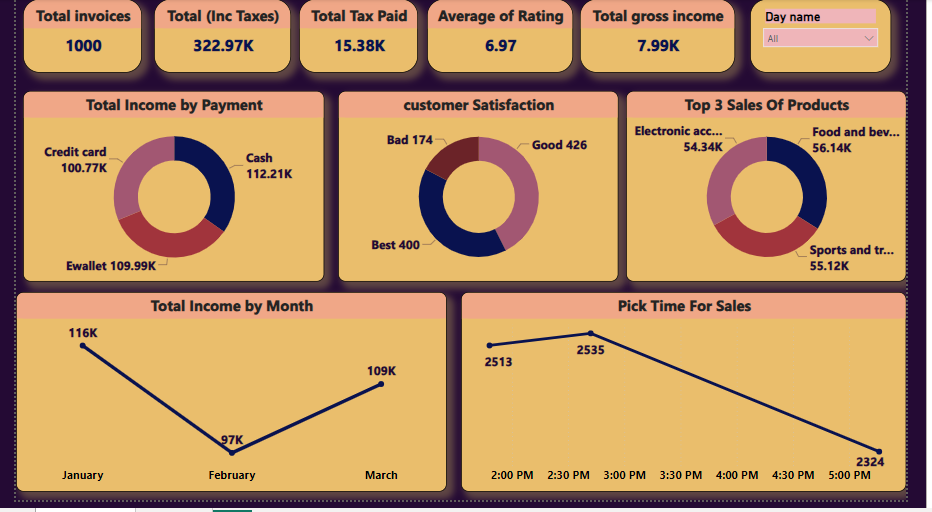 Total invoices
1000
Total (Inc Taxes)
322.97K
Total Tax Paid
15.38K
Average of Rating
6.97
Total gross income
7.99K
Day name
All
Total Income by Payment
Credit card
100.77K
Cash
112.21K
Ewallet 109.99K
customer Satisfaction
Bad 174
Good 426
Best 400
Top 3 Sales Of Products
Electronic acc...
54.34K
Food and bev...
56.14K
Sports and tr...
55.12K
Total Income by Month
116K
97K
109K
January February March
Pick Time For Sales
2513
2535
2324
2:00 PM 2:30 PM 3:00 PM 3:30 PM 4:00 PM 4:30 PM 5:00 PM